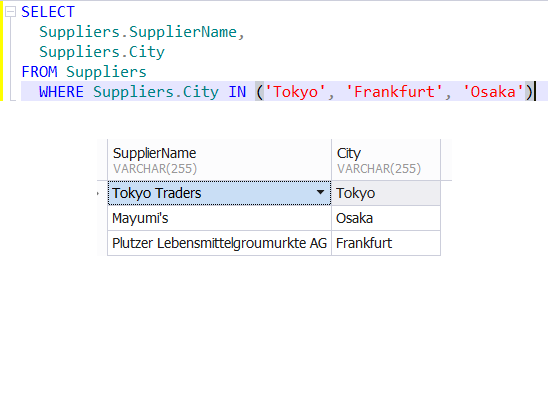 SELECT
Suppliers.SupplierName,
Suppliers.City
FROM Suppliers
WHERE Suppliers.City IN ('Tokyo', 'Frankfurt', 'Osaka')
SupplierName City
VARCHAR(255) VARCHAR(255)
Tokyo Traders Tokyo
Mayumi's Osaka
Plutzer Lebensmittelgroumurkte AG Frankfurt